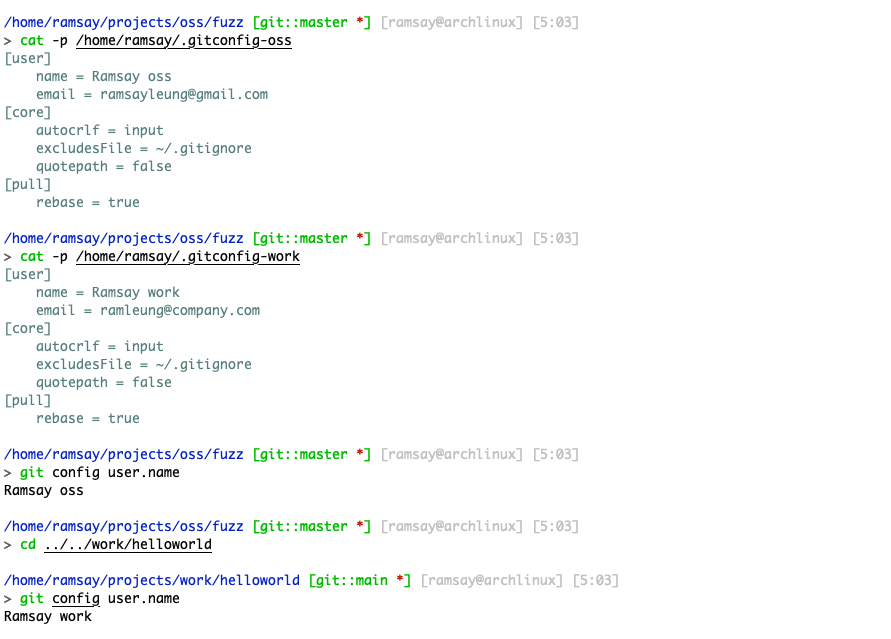 /home/ramsay/projects/oss/fuzz [git::master *] [ramsay@archlinux] [5:03]
> cat -p /home/ramsay/.gitconfig-oss
[user]
    name = Ramsay oss
    email = ramsayleung@gmail.com
[core]
    autocrlf = input
    excludesFile = ~/.gitignore
    quotepath = false
[pull]
    rebase = true

/home/ramsay/projects/oss/fuzz [git::master *] [ramsay@archlinux] [5:03]
> cat -p /home/ramsay/.gitconfig-work
[user]
    name = Ramsay work
    email = ramleung@company.com
[core]
    autocrlf = input
    excludesFile = ~/.gitignore
    quotepath = false
[pull]
    rebase = true

/home/ramsay/projects/oss/fuzz [git::master *] [ramsay@archlinux] [5:03]
> git config user.name
Ramsay oss

/home/ramsay/projects/oss/fuzz [git::master *] [ramsay@archlinux] [5:03]
> cd ../../work/helloworld

/home/ramsay/projects/work/helloworld [git::main *] [ramsay@archlinux] [5:03]
> git config user.name
Ramsay work